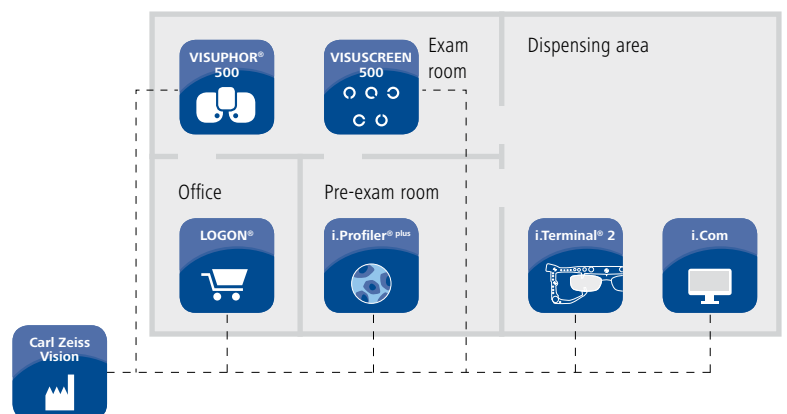 VISUPHOR®
500
VISUSCREEN
500
Exam
room
Dispensing area
Office
Pre-exam room
LOGON®
i.Profiler® plus
i.Terminal® 2
i.Com
Carl Zeiss
Vision